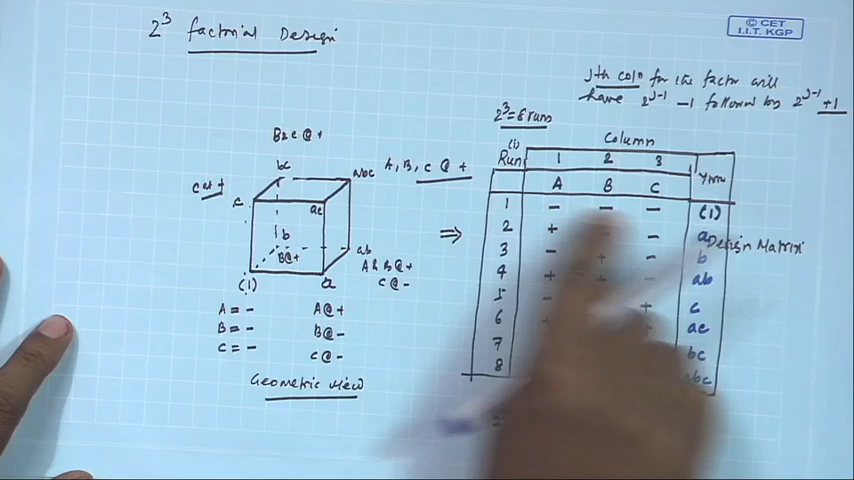 2³ factorial Design
© CET
I.I.T. KGP
jth coln for the factor will
have 2^(j-1) -1 followed by 2^(j-1) +1
2³ = 8 runs
B & C @ +
A, B, C @ +
C at +
bc
abc
c
ac
b
B@+
ab
A & B @ +
C @ -
(1)
a
A = -
B = -
C = -
A @ +
B @ -
C @ -
Geometric view
⇒
Column
(i)
Run 1 2 3
A B C
1 - - - (1)
2 + - a
3 - + - b
4 + + - ab
5 - + c
6 + + ac
7 bc
8 abc
Design Matrix